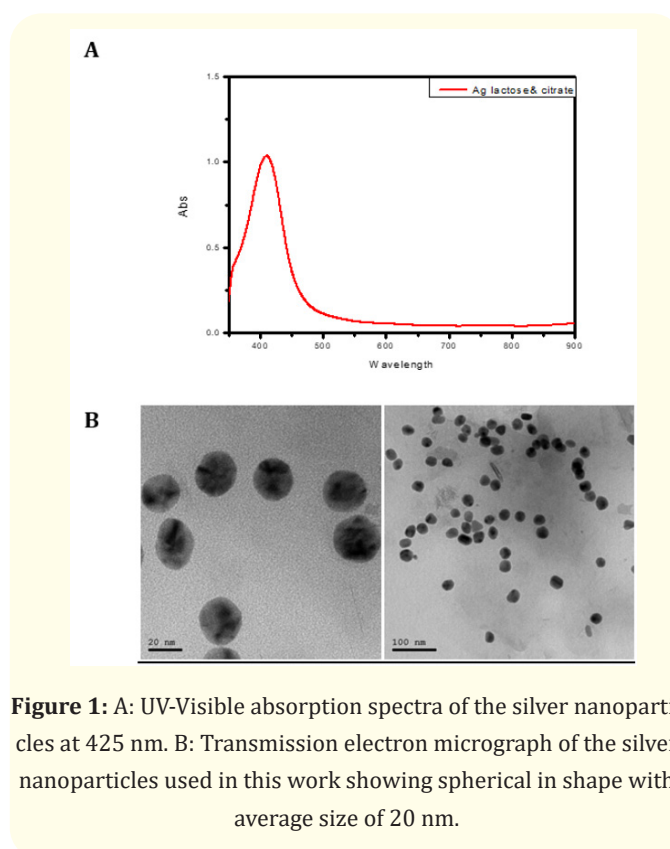 A
1.5
Ag lactose& citrate
1.0
Abs
0.5
0.0
400 500 600 700 800 900
Wavelength
B
20 nm
100 nm
Figure 1: A: UV-Visible absorption spectra of the silver nanoparti
cles at 425 nm. B: Transmission electron micrograph of the silver
nanoparticles used in this work showing spherical in shape with
average size of 20 nm.